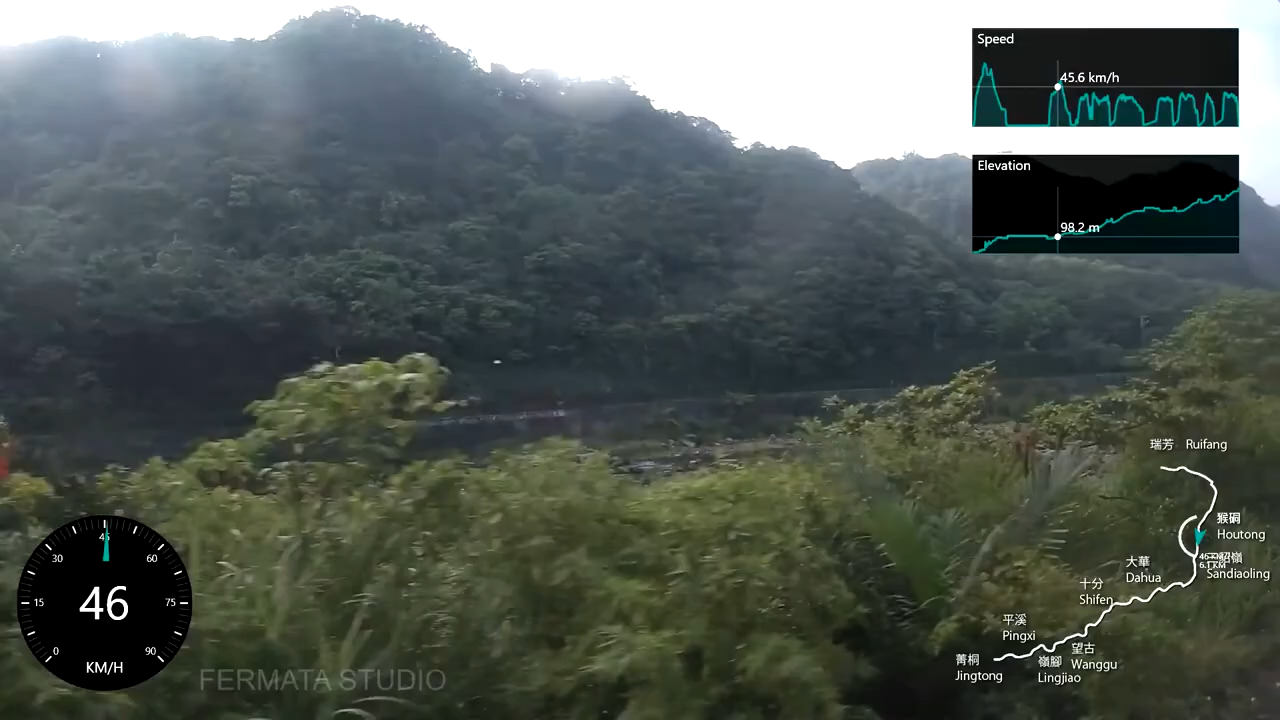 Speed
45.6 km/h
Elevation
98.2 m
瑞芳 Ruifang
猴硐
Houtong
嶺
Sandiaoling
大華
Dahua
十分
Shifen
平溪
Pingxi
望古
Wanggu
嶺腳
Lingjiao
菁桐
Jingtong
45
30
60
15
75
0
90
46
KM/H
FERMATA STUDIO